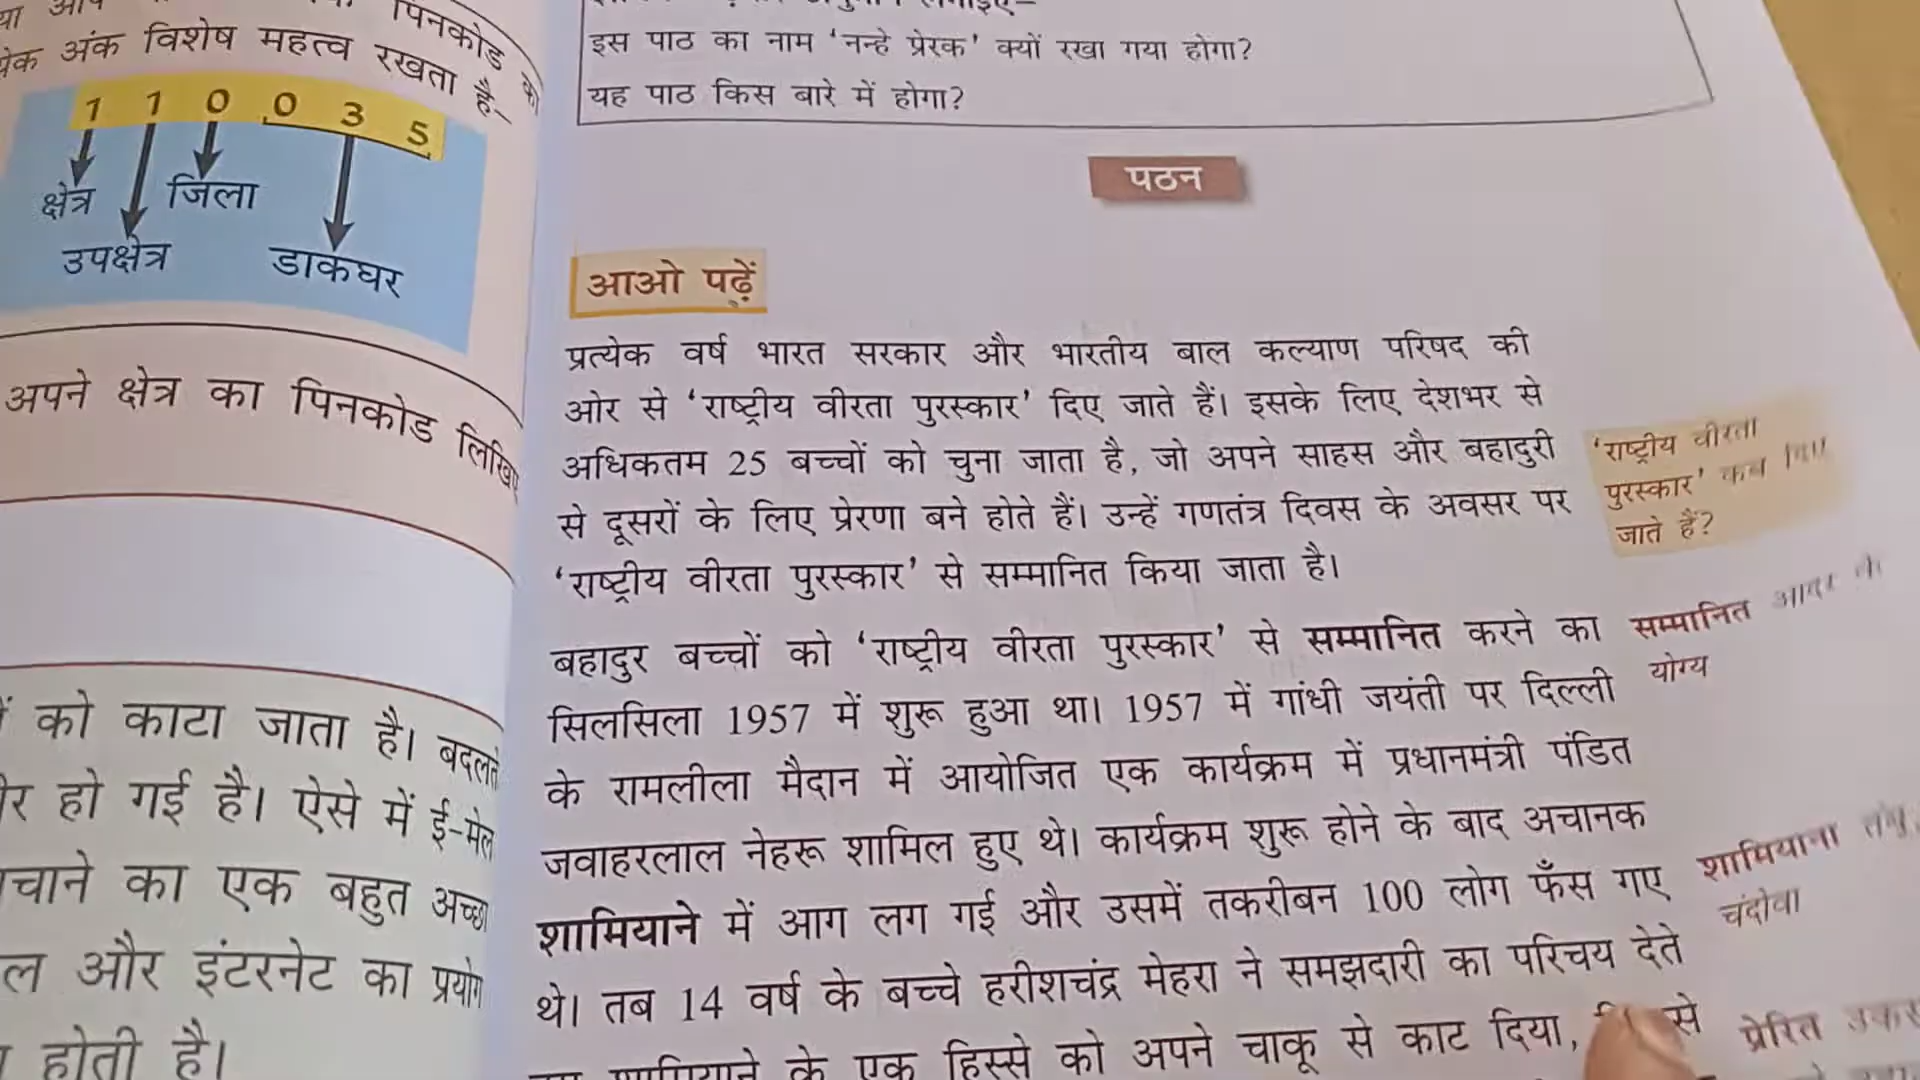 पिनकोड
अंक विशेष महत्व रखता है-
1 1 0 0 3 5
क्षेत्र
जिला
उपक्षेत्र
डाकघर
अपने क्षेत्र का पिनकोड लिखिए
को काटा जाता है। बदलते
हो गई है। ऐसे में ई-मेल
का एक बहुत अच्छा
और इंटरनेट का प्रयोग
होती है।
इस पाठ का नाम ‘नन्हे प्रेरक’ क्यों रखा गया होगा?
यह पाठ किस बारे में होगा?
पठन
आओ पढ़ें
प्रत्येक वर्ष भारत सरकार और भारतीय बाल कल्याण परिषद की
ओर से ‘राष्ट्रीय वीरता पुरस्कार’ दिए जाते हैं। इसके लिए देशभर से
अधिकतम 25 बच्चों को चुना जाता है, जो अपने साहस और बहादुरी
से दूसरों के लिए प्रेरणा बने होते हैं। उन्हें गणतंत्र दिवस के अवसर पर
‘राष्ट्रीय वीरता पुरस्कार’ से सम्मानित किया जाता है।
बहादुर बच्चों को ‘राष्ट्रीय वीरता पुरस्कार’ से सम्मानित करने का
सिलसिला 1957 में शुरू हुआ था। 1957 में गांधी जयंती पर दिल्ली
के रामलीला मैदान में आयोजित एक कार्यक्रम में प्रधानमंत्री पंडित
जवाहरलाल नेहरू शामिल हुए थे। कार्यक्रम शुरू होने के बाद अचानक
शामियाने में आग लग गई और उसमें तकरीबन 100 लोग फँस गए
थे। तब 14 वर्ष के बच्चे हरीशचंद्र मेहरा ने समझदारी का परिचय देते
के एक हिस्से को अपने चाकू से काट दिया,
‘राष्ट्रीय वीरता
पुरस्कार’ कब
जाते हैं?
सम्मानित
योग्य
शामियाना
चंदोवा
प्रेरित